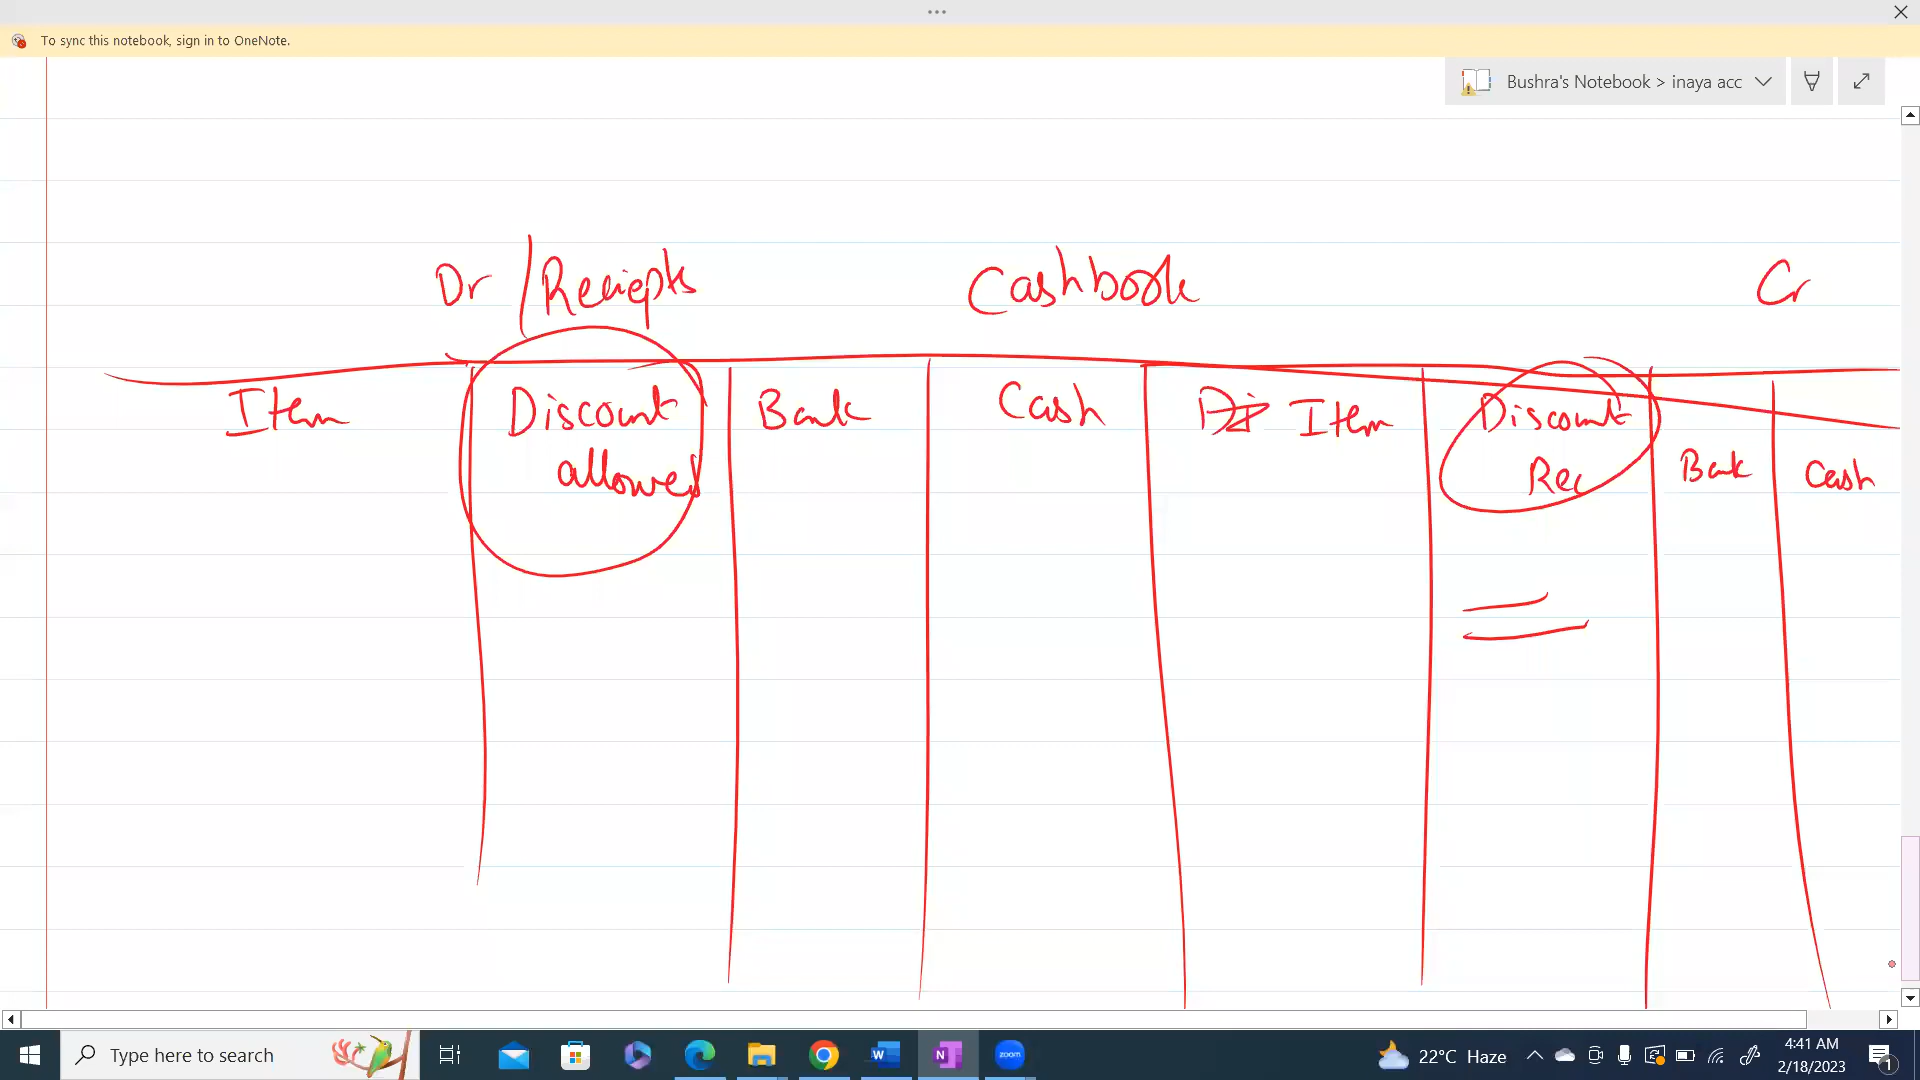 To sync this notebook, sign in to OneNote.
Bushra's Notebook > inaya acc
Dr / Reciepts Cashbook Cr
Item Discount allowed Bank Cash Item Discount Rec Bank Cash
Type here to search
zoom
22°C Haze
4:41 AM
2/18/2023
1